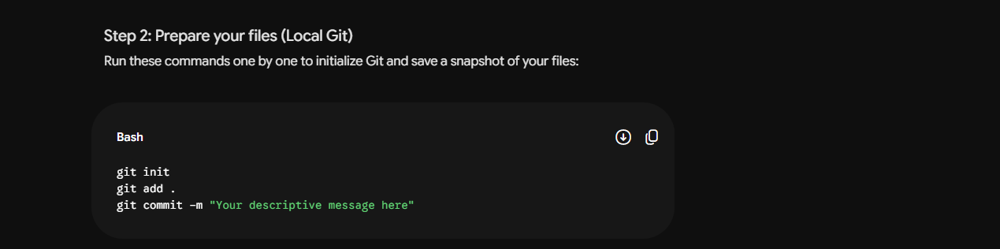 Step 2: Prepare your files (Local Git)
Run these commands one by one to initialize Git and save a snapshot of your files:
Bash
git init
git add .
git commit -m "Your descriptive message here"